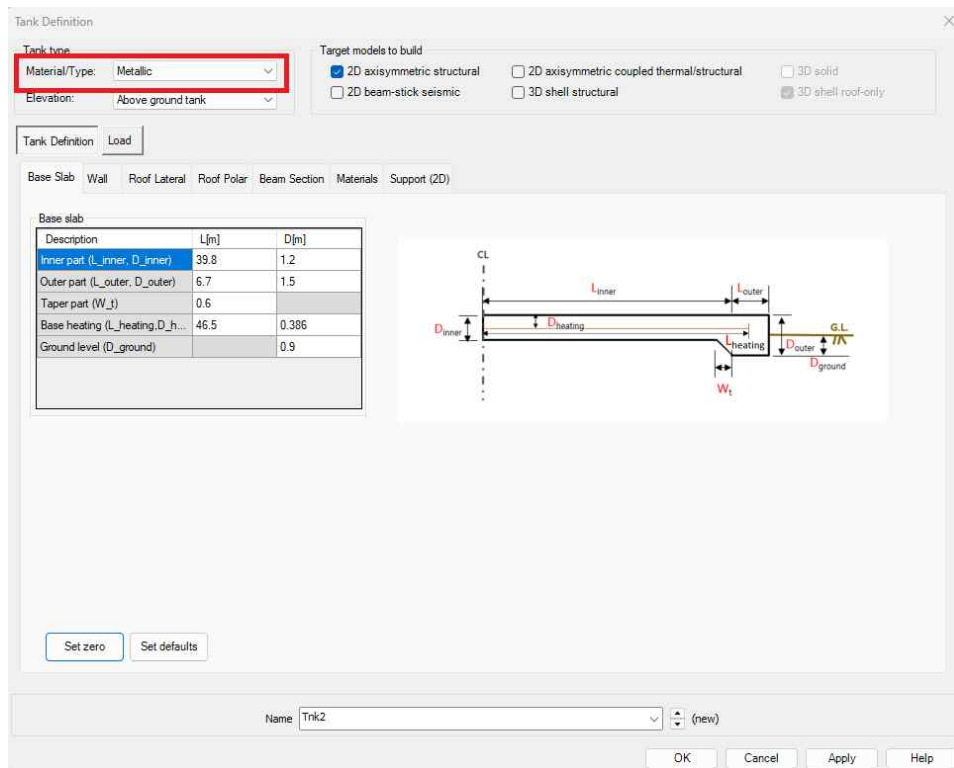 Tank Definition
Tank type
Material/Type: Metallic
Elevation: Above ground tank
Target models to build
2D axisymmetric structural
2D axisymmetric coupled thermal/structural
3D solid
2D beam-stick seismic
3D shell structural
3D shell roof-only
Tank Definition Load
Base Slab Wall Roof Lateral Roof Polar Beam Section Materials Support (2D)
Base slab
Description L[m] D[m]
Inner part (L_inner, D_inner) 39.8 1.2
Outer part (L_outer, D_outer) 6.7 1.5
Taper part (W_t) 0.6
Base heating (L_heating,D_h... 46.5 0.386
Ground level (D_ground) 0.9
CL
Linner
Louter
Dinner
Dheating
Lheating
Douter
G.L.
Dground
Wt
Set zero Set defaults
Name Tnk2 (new)
OK Cancel Apply Help